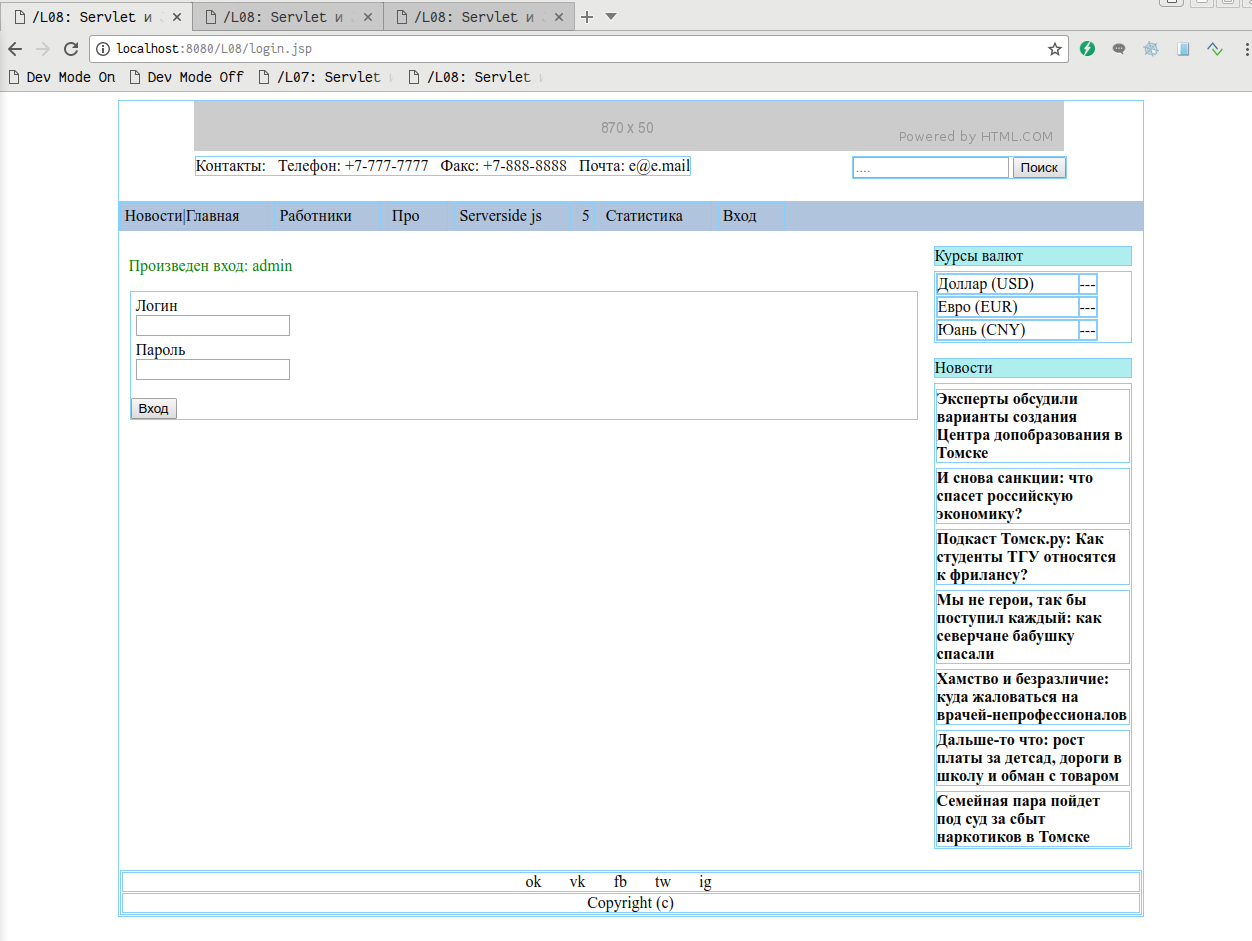 /L08: Servlet и
/L08: Servlet и
/L08: Servlet и
localhost:8080/L08/login.jsp
Dev Mode On Dev Mode Off /L07: Servlet /L08: Servlet
870 x 50
Powered by HTML.COM
Контакты: Телефон: +7-777-7777 Факс: +7-888-8888 Почта: e@e.mail
.... Поиск
Новости|Главная Работники Про Serverside js 5 Статистика Вход
Произведен вход: admin
Логин
Пароль
Вход
Курсы валют
Доллар (USD) ---
Евро (EUR) ---
Юань (CNY) ---
Новости
Эксперты обсудили
варианты создания
Центра допобразования в
Томске
И снова санкции: что
спасет российскую
экономику?
Подкаст Томск.ру: Как
студенты ТГУ относятся
к фрилансу?
Мы не герои, так бы
поступил каждый: как
северчане бабушку
спасали
Хамство и безразличие:
куда жаловаться на
врачей-непрофессионалов
Дальше-то что: рост
платы за детсад, дороги в
школу и обман с товаром
Семейная пара пойдет
под суд за сбыт
наркотиков в Томске
ok vk fb tw ig
Copyright (c)